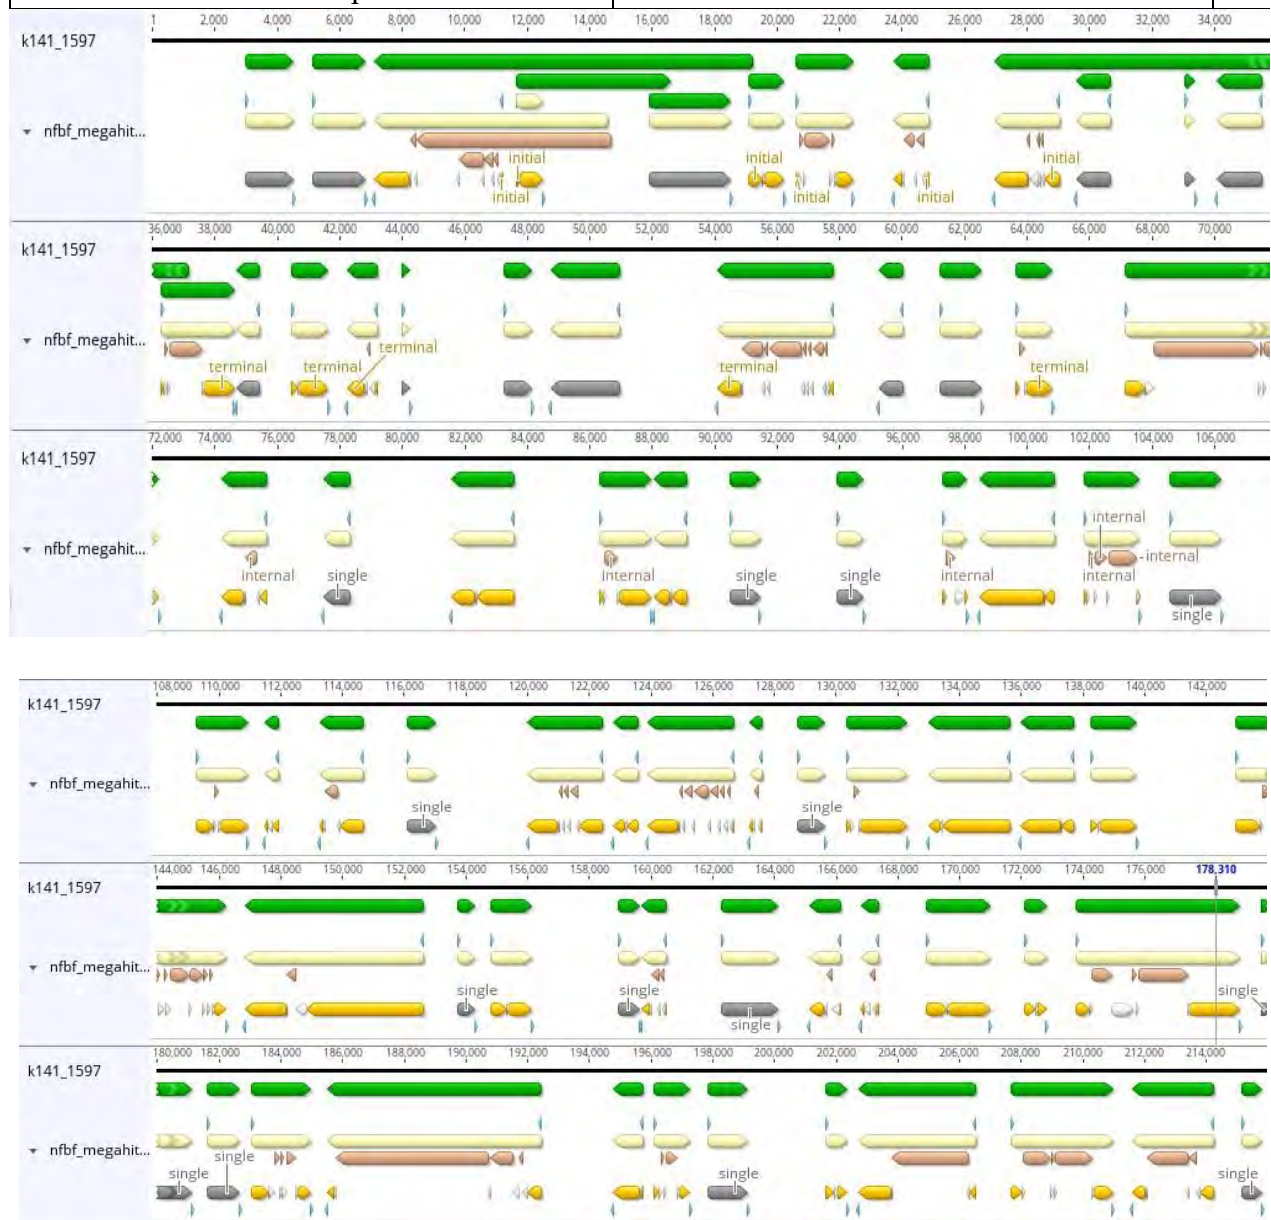 1 2,000 4,000 6,000 8,000 10,000 12,000 14,000 16,000 18,000 20,000 22,000 24,000 26,000 28,000 30,000 32,000 34,000
k141_1597
nfbf_megahit...
initial initial initial
initial initial initial
36,000 38,000 40,000 42,000 44,000 46,000 48,000 50,000 52,000 54,000 56,000 58,000 60,000 62,000 64,000 66,000 68,000 70,000
k141_1597
nfbf_megahit...
terminal
terminal terminal terminal terminal
72,000 74,000 76,000 78,000 80,000 82,000 84,000 86,000 88,000 90,000 92,000 94,000 96,000 98,000 100,000 102,000 104,000 106,000
k141_1597
internal
nfbf_megahit...
internal
internal single internal single single internal internal
single
108,000 110,000 112,000 114,000 116,000 118,000 120,000 122,000 124,000 126,000 128,000 130,000 132,000 134,000 136,000 138,000 140,000 142,000
k141_1597
nfbf_megahit...
single single
144,000 146,000 148,000 150,000 152,000 154,000 156,000 158,000 160,000 162,000 164,000 166,000 168,000 170,000 172,000 174,000 176,000 178,310
k141_1597
nfbf_megahit...
single single single
single
180,000 182,000 184,000 186,000 188,000 190,000 192,000 194,000 196,000 198,000 200,000 202,000 204,000 206,000 208,000 210,000 212,000 214,000
k141_1597
nfbf_megahit...
single
single single single